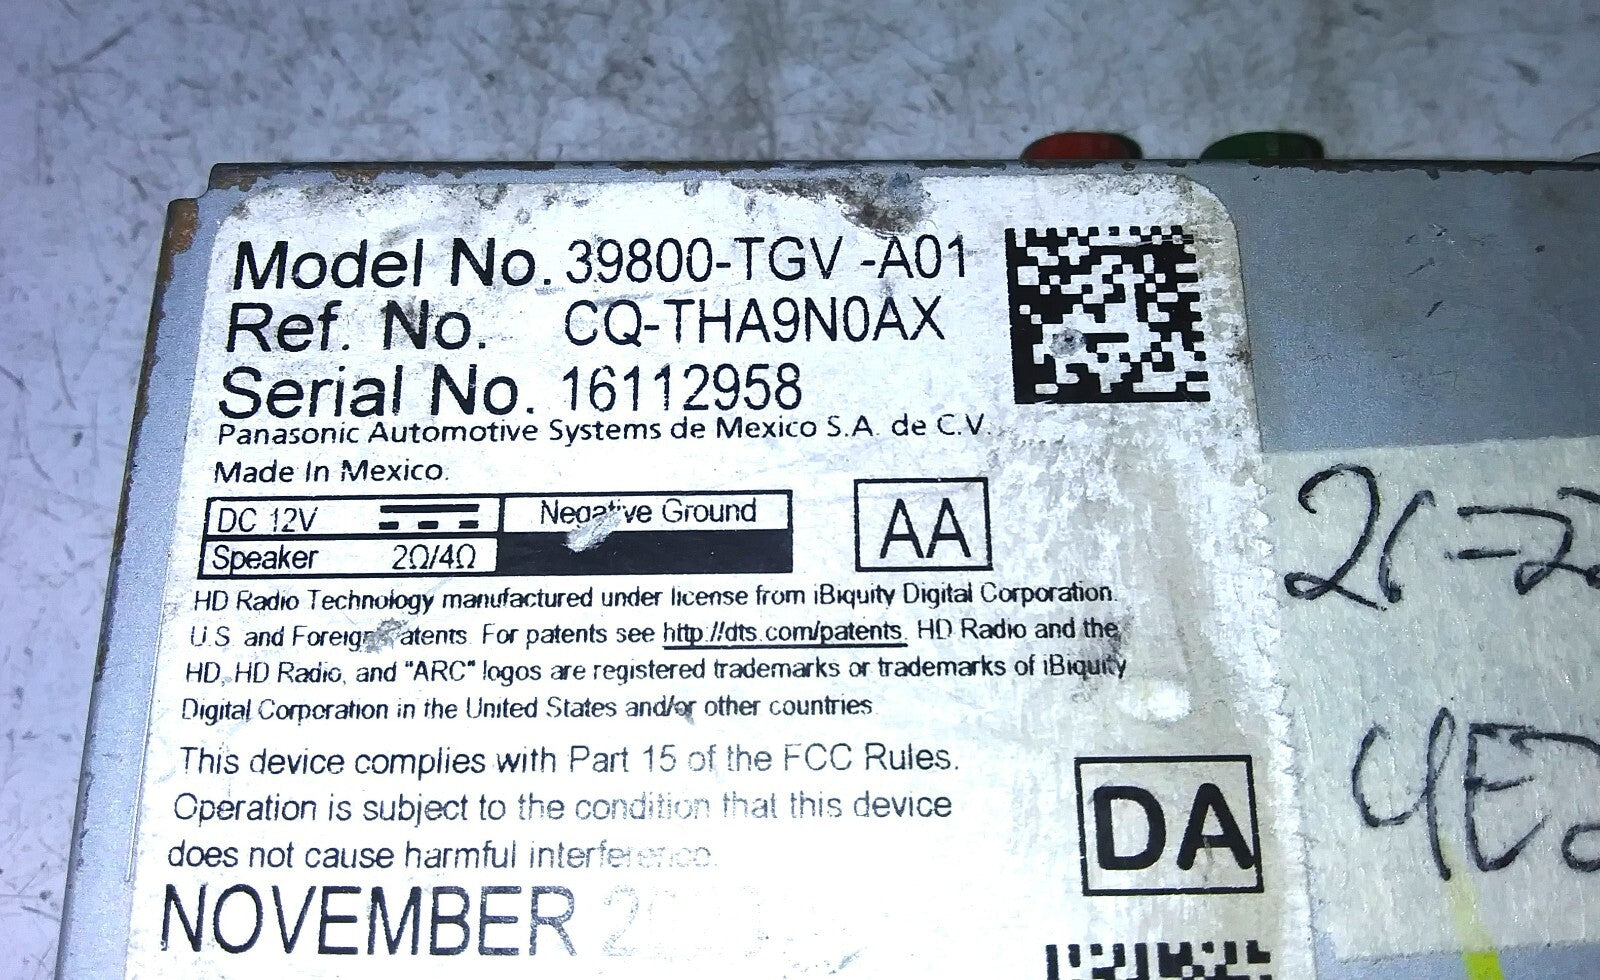 Model No. 39800-TGV -A01
Ref. No. CQ-THA9N0AX
Serial No. 16112958
Panasonic Automotive Systems de Mexico S.A. de C.V.
Made In Mexico.
DC 12V Negative Ground
Speaker 2Ω/4Ω
AA
HD Radio Technology manufactured under license from iBiquity Digital Corporation.
U.S. and Foreign Patents. For patents see http://dts.com/patents. HD Radio and the
HD, HD Radio, and "ARC" logos are registered trademarks or trademarks of iBiquity
Digital Corporation in the United States and/or other countries.
This device complies with Part 15 of the FCC Rules.
Operation is subject to the condition that this device
does not cause harmful interference.
DA
NOVEMBER